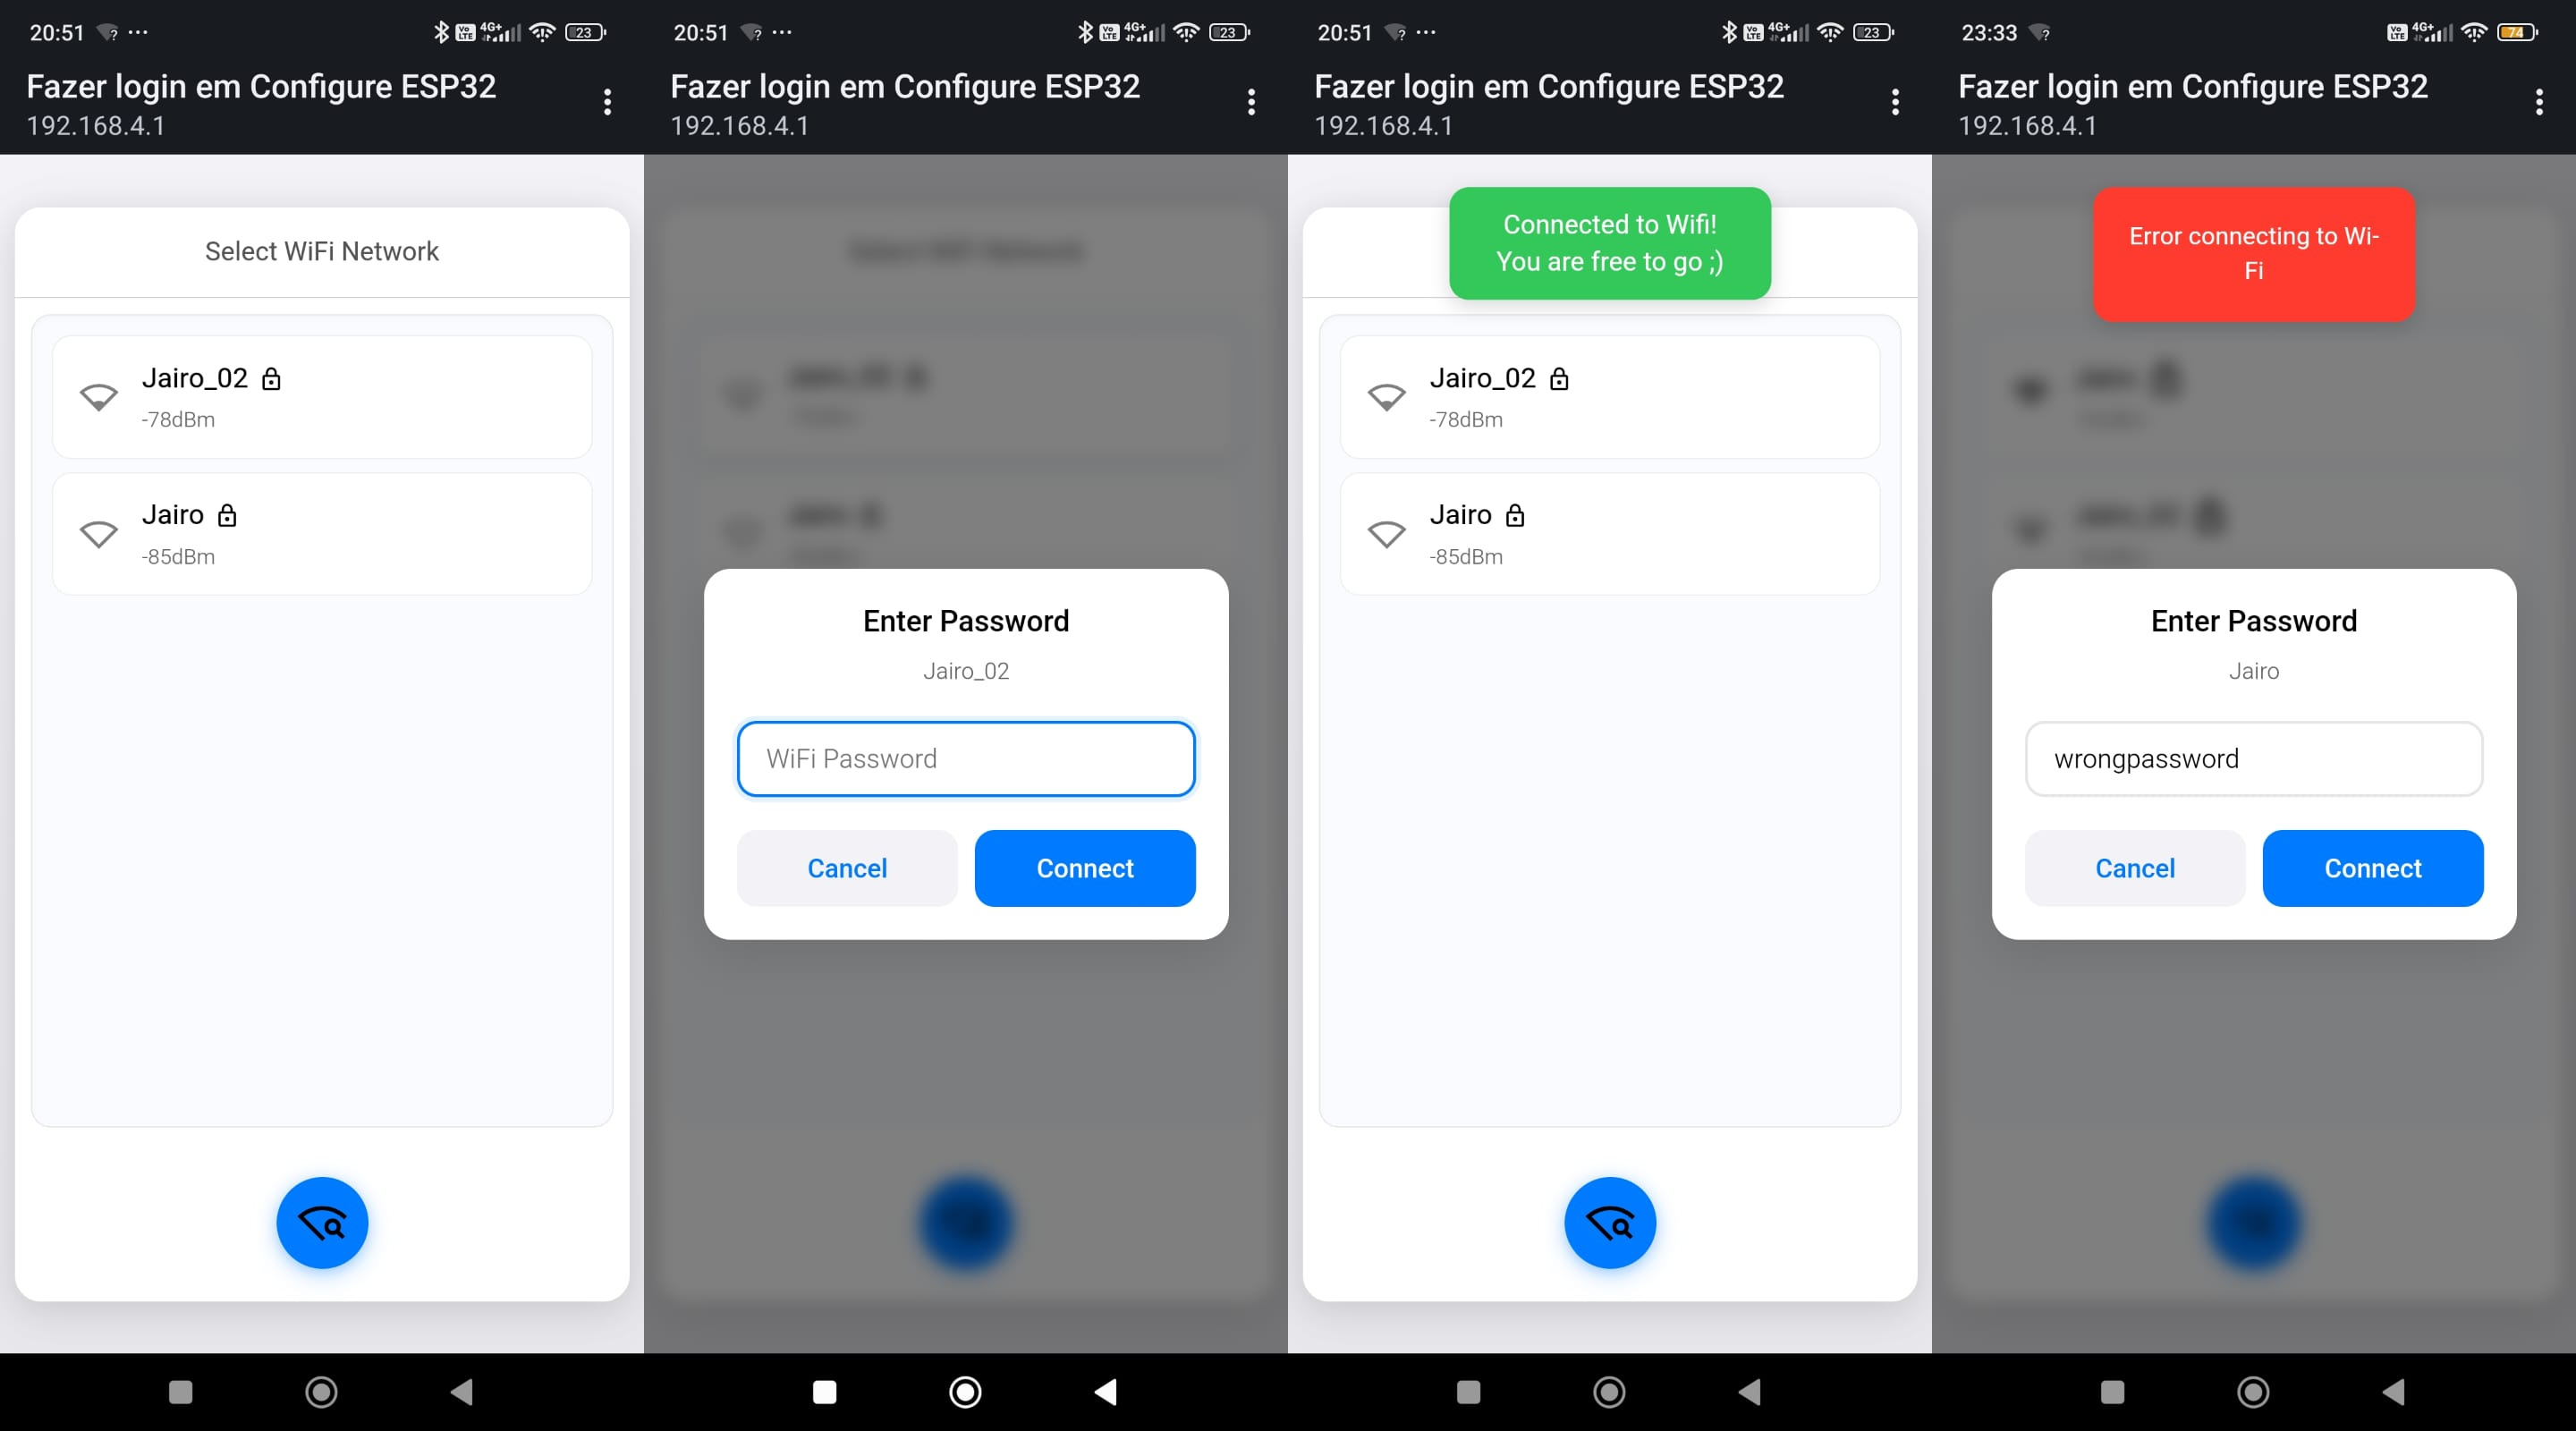 20:51
23
Fazer login em Configure ESP32
192.168.4.1
Select WiFi Network
Jairo_02
-78dBm
Jairo
-85dBm
20:51
23
Fazer login em Configure ESP32
192.168.4.1
Enter Password
Jairo_02
WiFi Password
Cancel Connect
20:51
23
Fazer login em Configure ESP32
192.168.4.1
Connected to Wifi!
You are free to go ;)
Jairo_02
-78dBm
Jairo
-85dBm
23:33
74
Fazer login em Configure ESP32
192.168.4.1
Error connecting to Wi-
Fi
Enter Password
Jairo
wrongpassword
Cancel Connect